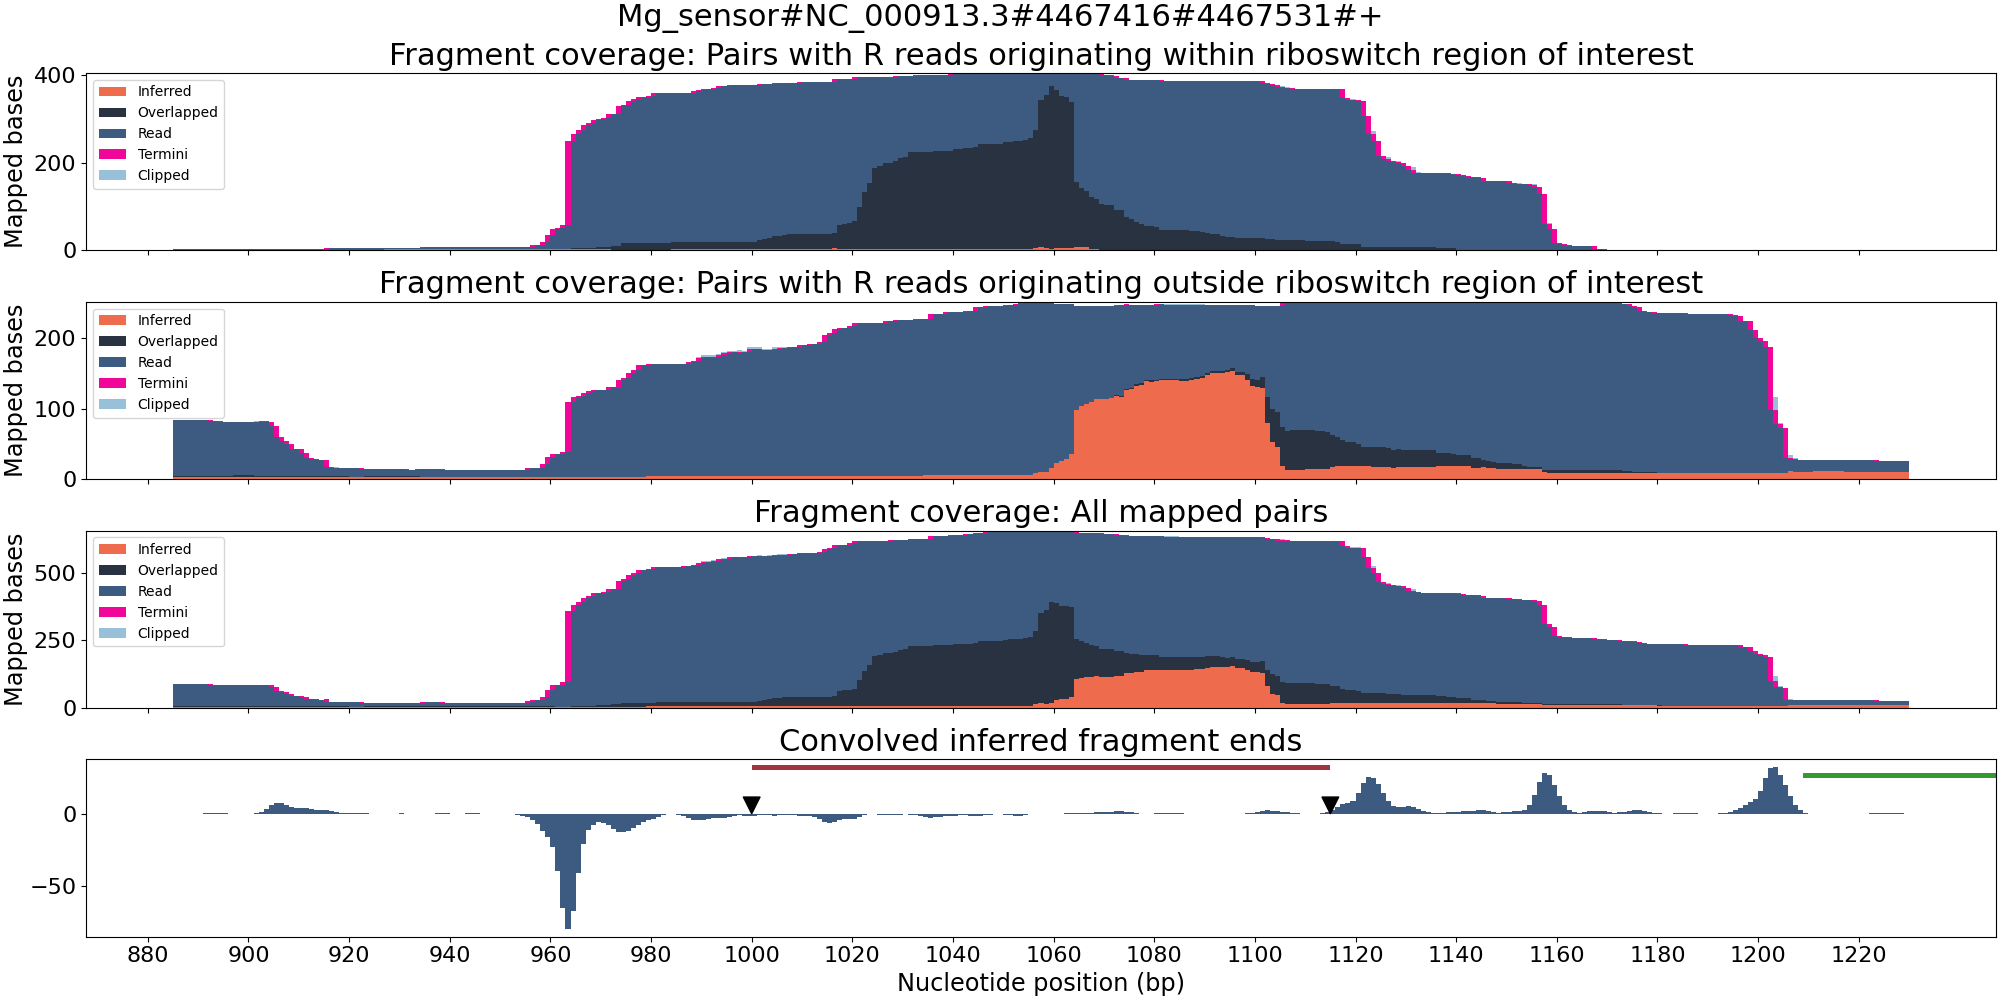 Mg_sensor#NC_000913.3#4467416#4467531#+
Fragment coverage: Pairs with R reads originating within riboswitch region of interest
Mapped bases
400
200
0
Inferred
Overlapped
Read
Termini
Clipped
Fragment coverage: Pairs with R reads originating outside riboswitch region of interest
Mapped bases
200
100
0
Inferred
Overlapped
Read
Termini
Clipped
Fragment coverage: All mapped pairs
Mapped bases
500
250
0
Inferred
Overlapped
Read
Termini
Clipped
Convolved inferred fragment ends
0
−50
880 900 920 940 960 980 1000 1020 1040 1060 1080 1100 1120 1140 1160 1180 1200 1220
Nucleotide position (bp)